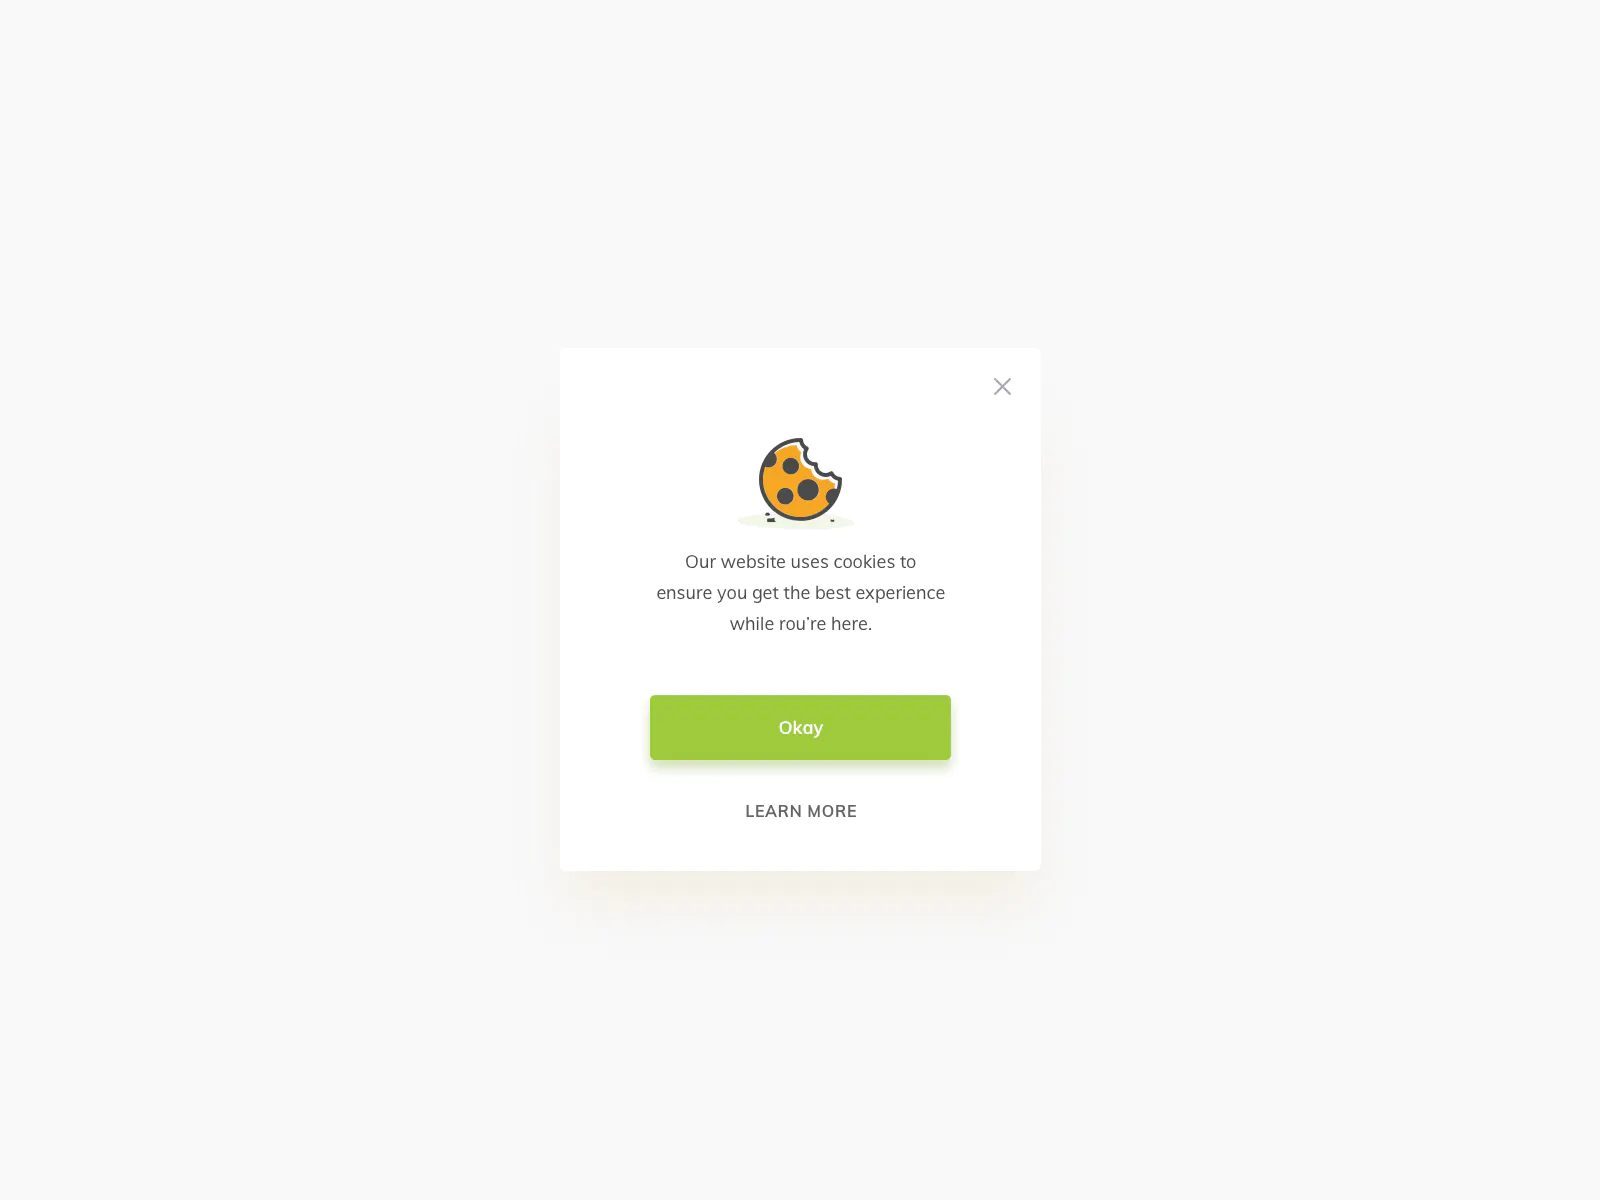 Our website uses cookies to
ensure you get the best experience
while rou're here.
Okay
LEARN MORE